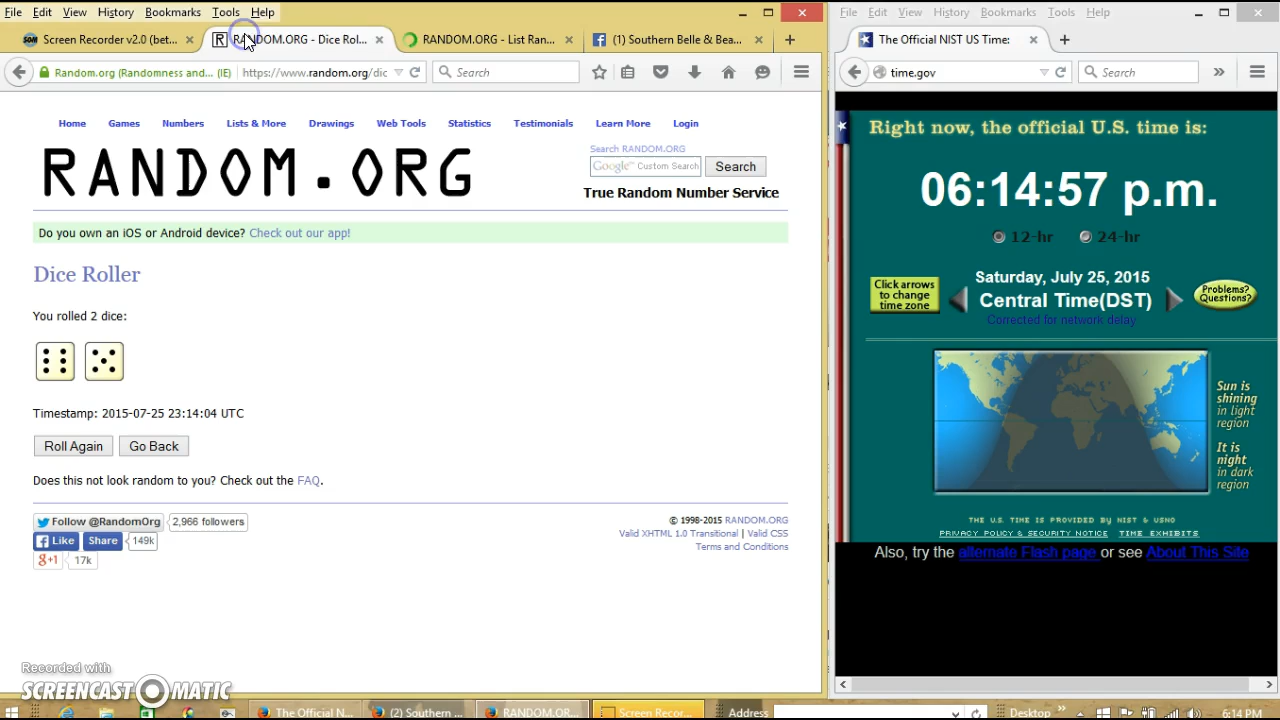 File Edit View History Bookmarks Tools Help
Screen Recorder v2.0 (bet...
RANDOM.ORG - Dice Rol...
RANDOM.ORG - List Ran...
(1) Southern Belle & Bea...
Random.org (Randomness and... (IE)
https://www.random.org/dic
Search
Home Games Numbers Lists & More Drawings Web Tools Statistics Testimonials Learn More Login
RANDOM.ORG
Search RANDOM.ORG
Google™ Custom Search
Search
True Random Number Service
Do you own an iOS or Android device? Check out our app!
Dice Roller
You rolled 2 dice:
Timestamp: 2015-07-25 23:14:04 UTC
Roll Again
Go Back
Does this not look random to you? Check out the FAQ.
Follow @RandomOrg
2,966 followers
Like
Share
149k
g+1
17k
© 1998-2015 RANDOM.ORG
Valid XHTML 1.0 Transitional | Valid CSS
Terms and Conditions
Recorded with
SCREENCAST-O-MATIC
File Edit View History Bookmarks Tools Help
The Official NIST US Time:
time.gov
Search
Right now, the official U.S. time is:
06:14:57 p.m.
12-hr
24-hr
Click arrows
to change
time zone
Saturday, July 25, 2015
Central Time(DST)
Corrected for network delay
Problems?
Questions?
Sun is
shining
in light
region
It is
night
in dark
region
THE U.S. TIME IS PROVIDED BY NIST & USNO
PRIVACY POLICY & SECURITY NOTICE
TIME EXHIBITS
Also, try the alternate Flash page or see About This Site
The Official N...
(2) Southern ...
RANDOM.OR...
Screen Recor...
Address
Desktop
6:14 PM